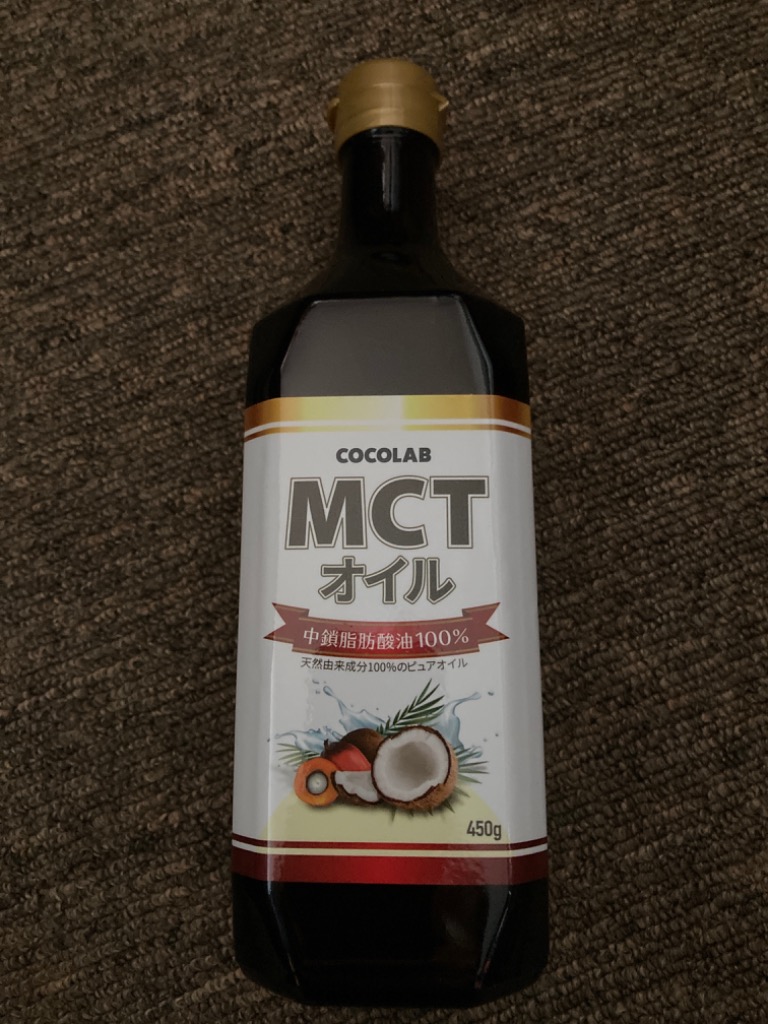 COCOLAB
MCT
オイル
中鎖脂肪酸油100%
天然由来成分100%のピュアオイル
450g